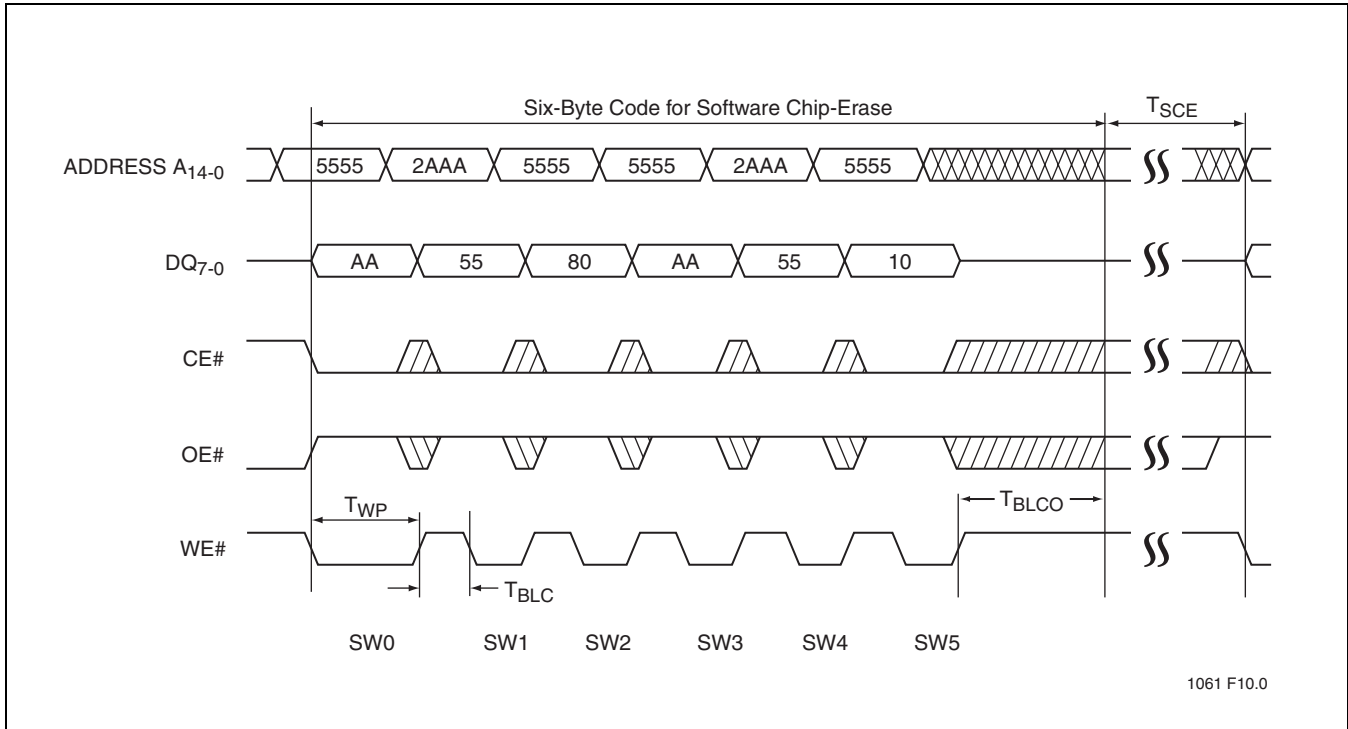 Six-Byte Code for Software Chip-Erase TSCE
ADDRESS A14-0 5555 2AAA 5555 5555 2AAA 5555
DQ7-0 AA 55 80 AA 55 10
CE#
OE#
TWP TBLCO
WE#
TBLC
SW0 SW1 SW2 SW3 SW4 SW5
1061 F10.0